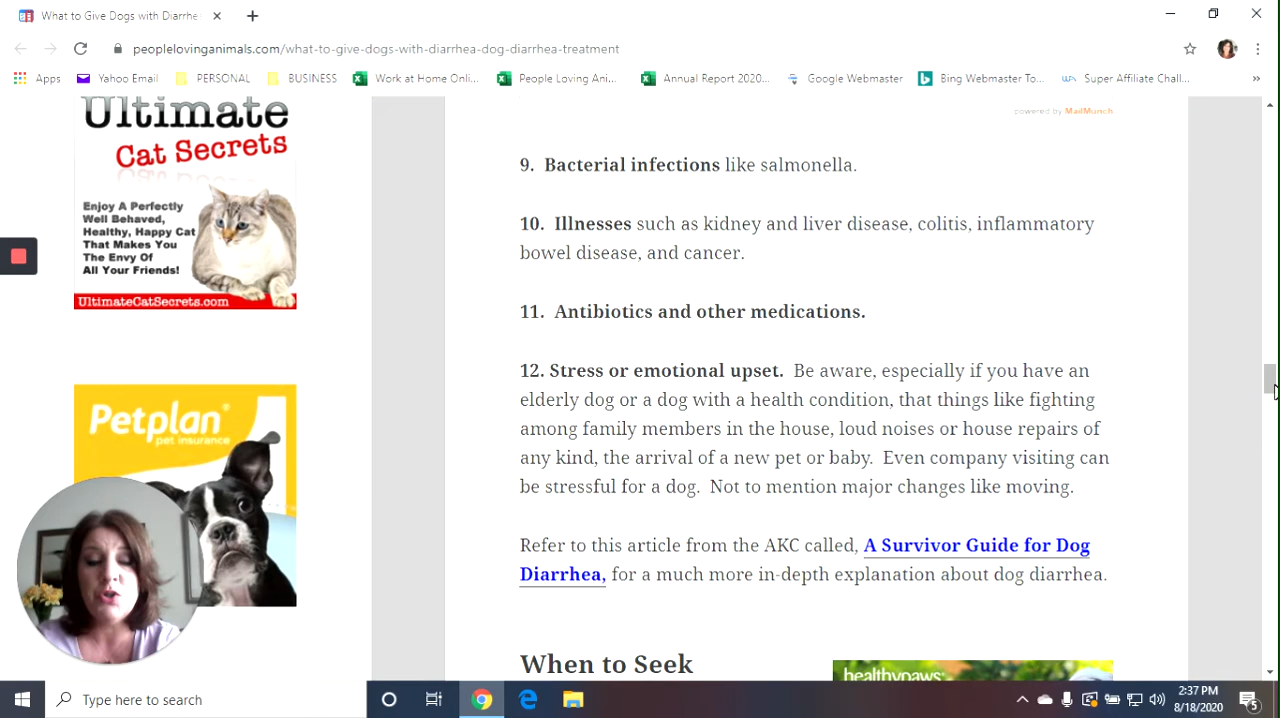 What to Give Dogs with Diarrhe
peoplelovinganimals.com/what-to-give-dogs-with-diarrhea-dog-diarrhea-treatment
Apps
Yahoo Email
PERSONAL
BUSINESS
Work at Home Onli...
People Loving Ani...
Annual Report 2020...
Google Webmaster
Bing Webmaster To...
Super Affiliate Chall...
»
Ultimate
Cat Secrets
Enjoy A Perfectly
Well Behaved,
Healthy, Happy Cat
That Makes You
The Envy Of
All Your Friends!
UltimateCatSecrets.com
Petplan®
pet insurance
powered by MailMunch
9. Bacterial infections like salmonella.
10. Illnesses such as kidney and liver disease, colitis, inflammatory
bowel disease, and cancer.
11. Antibiotics and other medications.
12. Stress or emotional upset. Be aware, especially if you have an
elderly dog or a dog with a health condition, that things like fighting
among family members in the house, loud noises or house repairs of
any kind, the arrival of a new pet or baby. Even company visiting can
be stressful for a dog. Not to mention major changes like moving.
Refer to this article from the AKC called, A Survivor Guide for Dog
Diarrhea, for a much more in-depth explanation about dog diarrhea.
When to Seek
healthypaws
Type here to search
2:37 PM
8/18/2020
5